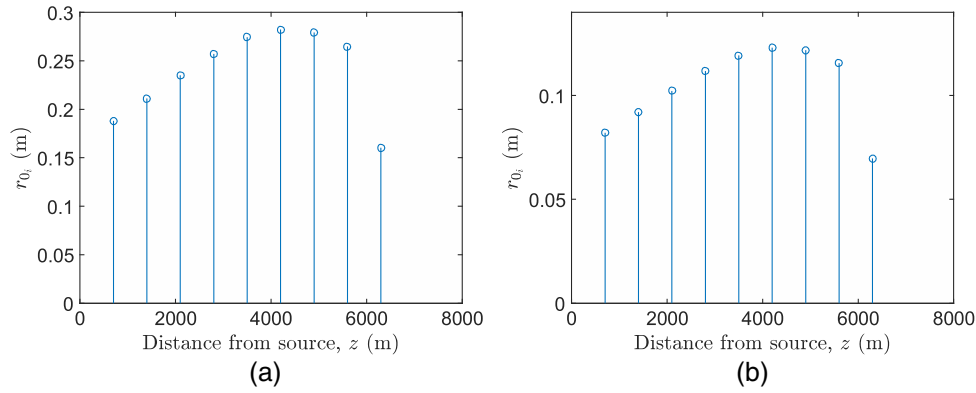 0.3
0.25
0.2
0.15
0.1
0.05
0
r0i (m)
0 2000 4000 6000 8000
Distance from source, z (m)
(a)
0.1
0.05
0
r0i (m)
0 2000 4000 6000 8000
Distance from source, z (m)
(b)